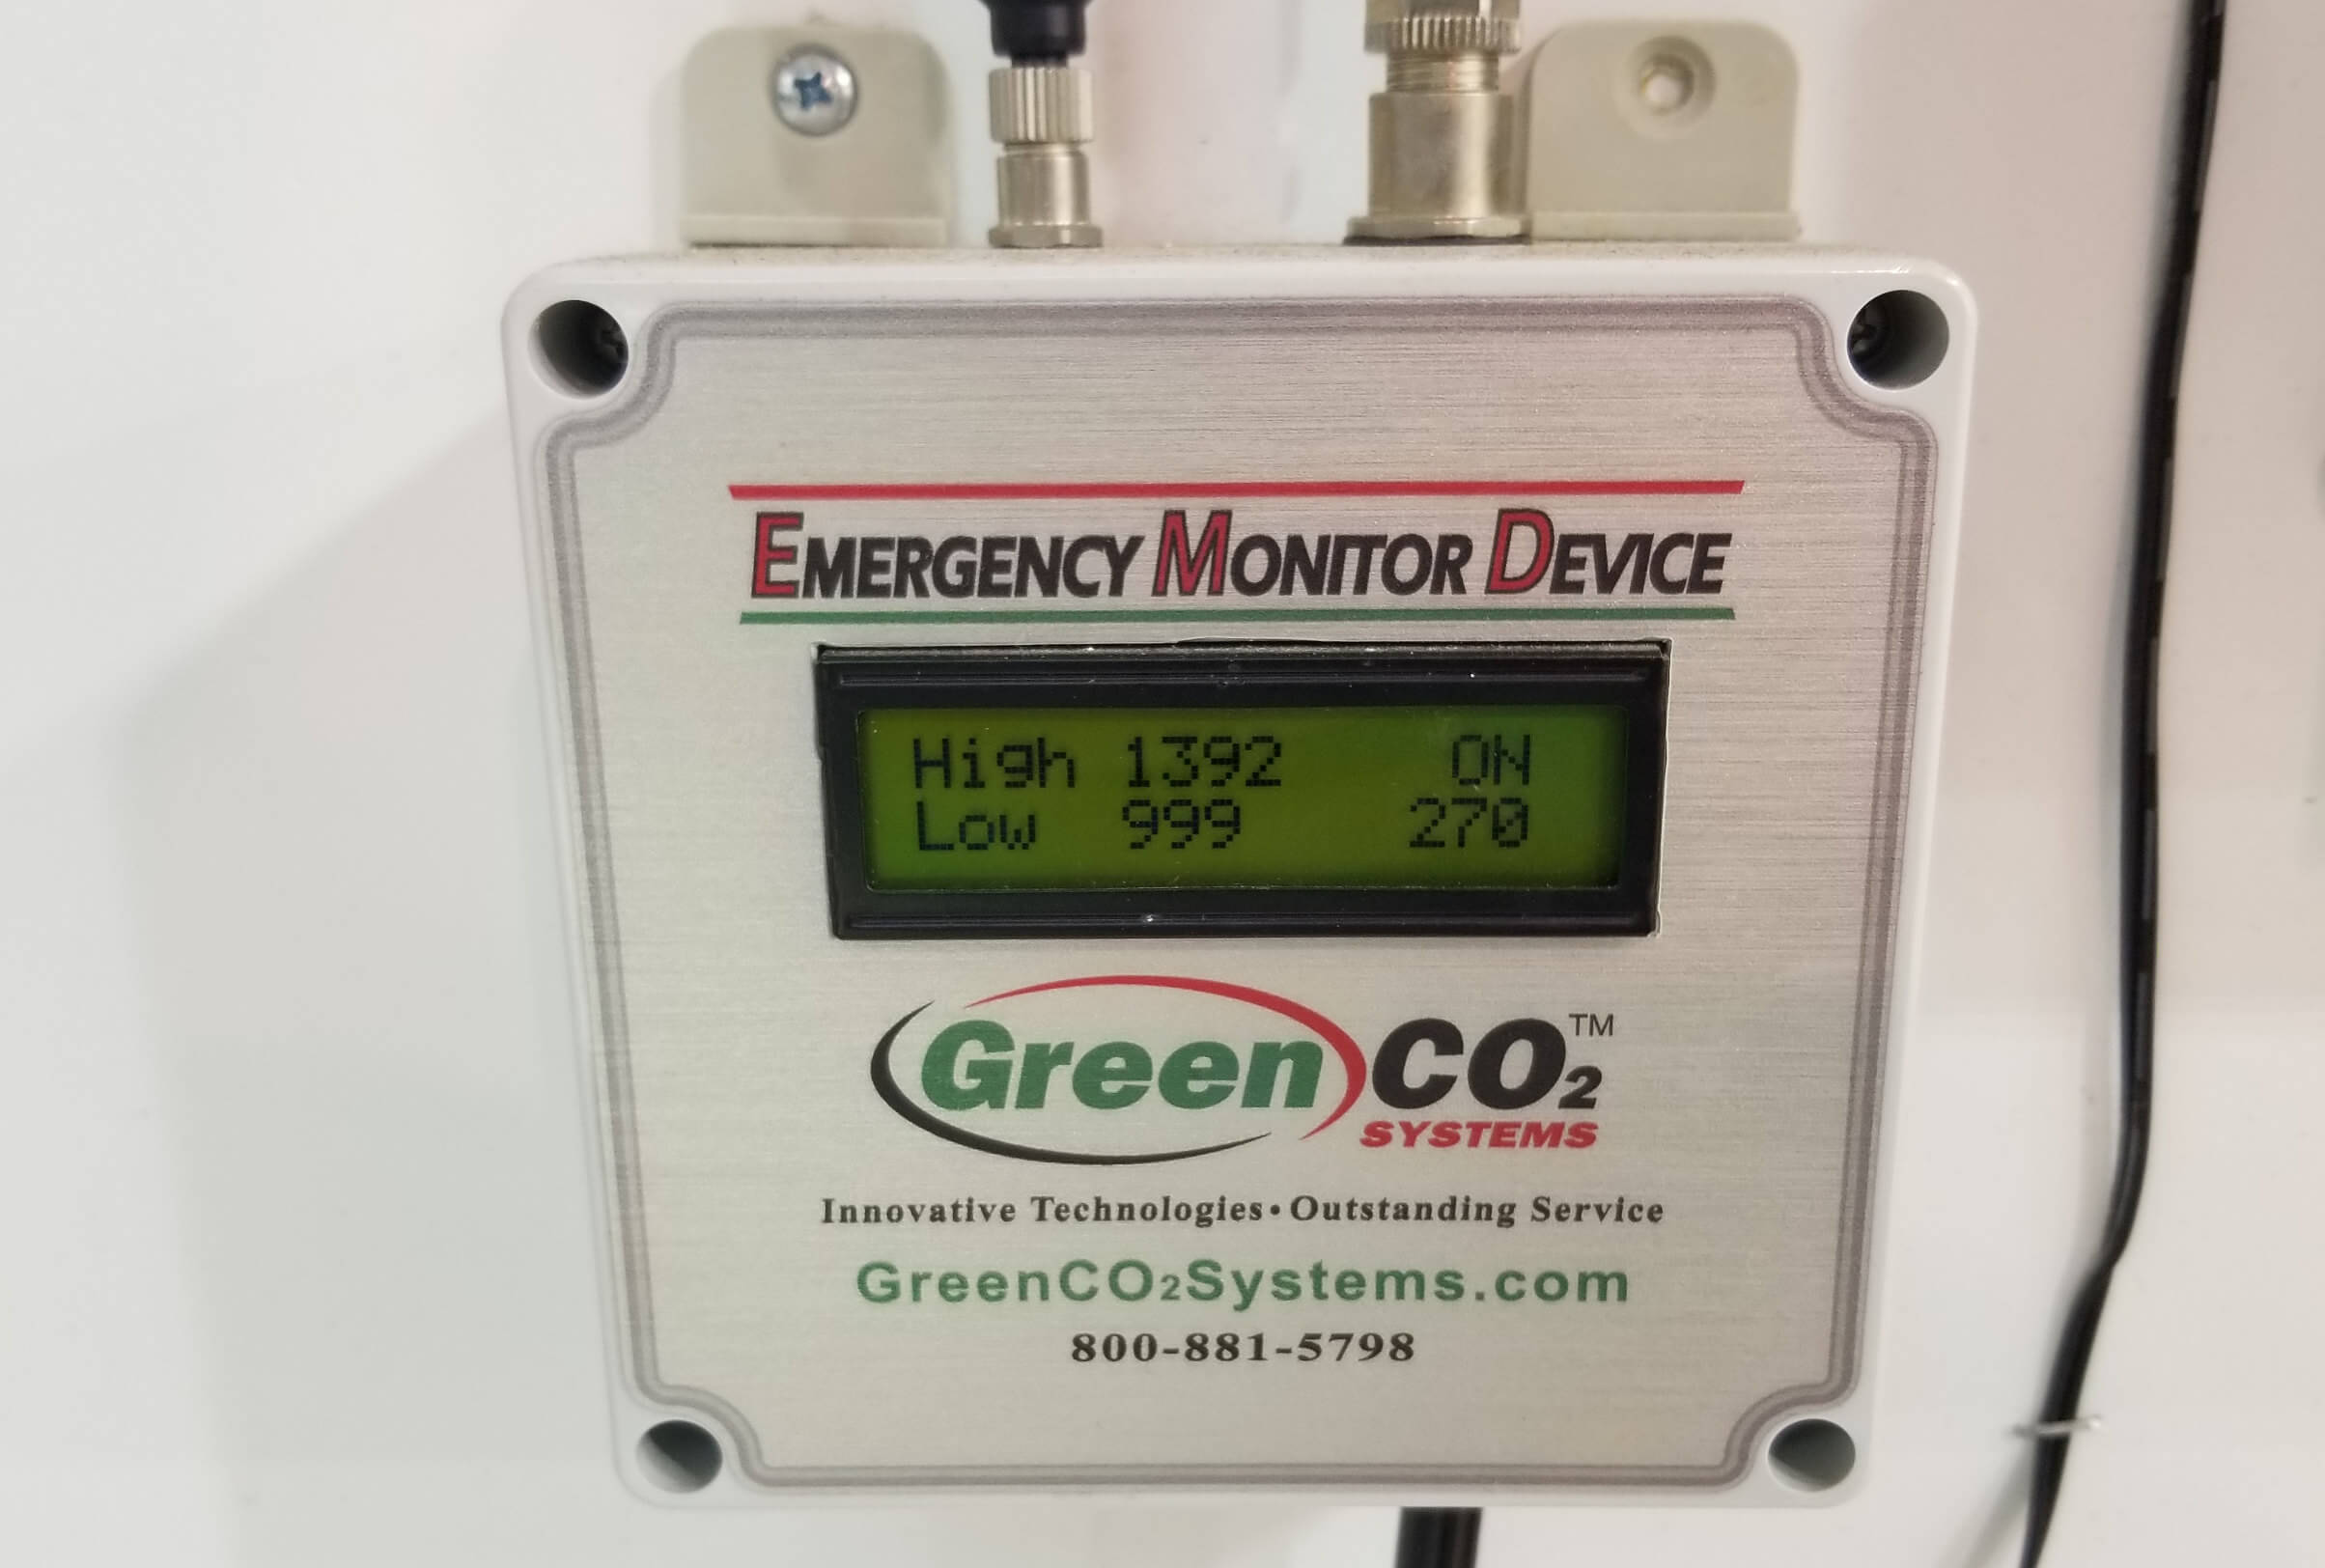 EMERGENCY MONITOR DEVICE
High 1392 ON
Low 999 270
Green CO2™
SYSTEMS
Innovative Technologies•Outstanding Service
GreenCO2Systems.com
800-881-5798